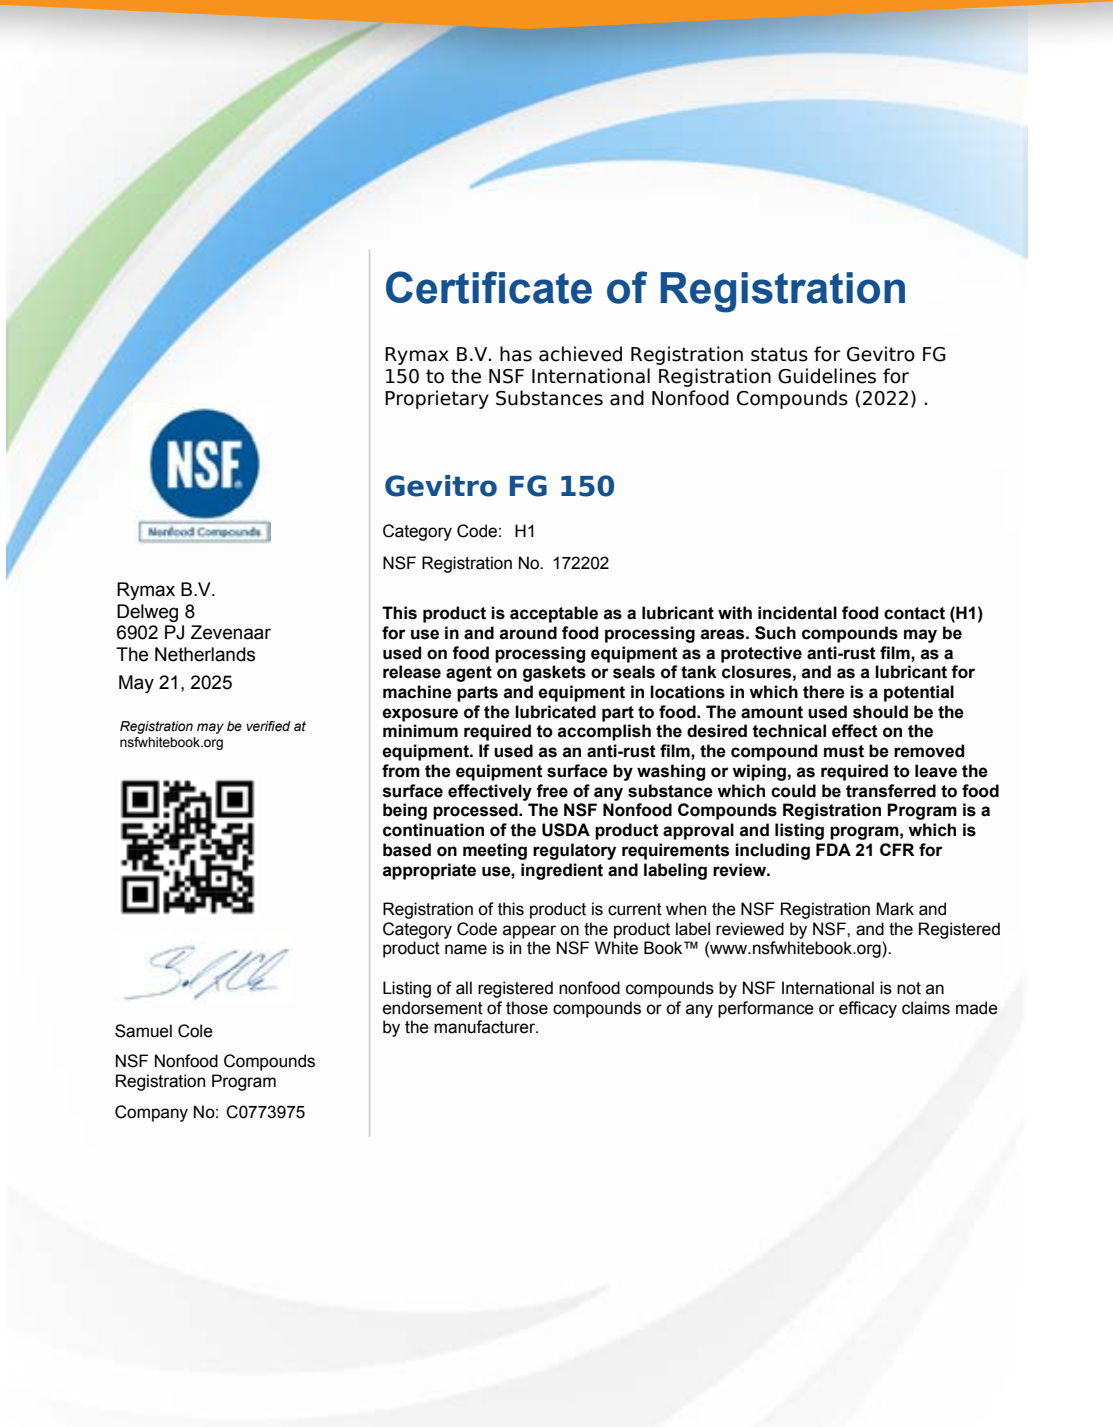 Certificate of Registration
Rymax B.V. has achieved Registration status for Gevitro FG
150 to the NSF International Registration Guidelines for
Proprietary Substances and Nonfood Compounds (2022) .
NSF
Nonfood Compounds
Rymax B.V.
Delweg 8
6902 PJ Zevenaar
The Netherlands
May 21, 2025
Registration may be verified at
nsfwhitebook.org
Samuel Cole
NSF Nonfood Compounds
Registration Program
Company No: C0773975
Gevitro FG 150
Category Code: H1
NSF Registration No. 172202
This product is acceptable as a lubricant with incidental food contact (H1)
for use in and around food processing areas. Such compounds may be
used on food processing equipment as a protective anti-rust film, as a
release agent on gaskets or seals of tank closures, and as a lubricant for
machine parts and equipment in locations in which there is a potential
exposure of the lubricated part to food. The amount used should be the
minimum required to accomplish the desired technical effect on the
equipment. If used as an anti-rust film, the compound must be removed
from the equipment surface by washing or wiping, as required to leave the
surface effectively free of any substance which could be transferred to food
being processed. The NSF Nonfood Compounds Registration Program is a
continuation of the USDA product approval and listing program, which is
based on meeting regulatory requirements including FDA 21 CFR for
appropriate use, ingredient and labeling review.
Registration of this product is current when the NSF Registration Mark and
Category Code appear on the product label reviewed by NSF, and the Registered
product name is in the NSF White Book™ (www.nsfwhitebook.org).
Listing of all registered nonfood compounds by NSF International is not an
endorsement of those compounds or of any performance or efficacy claims made
by the manufacturer.